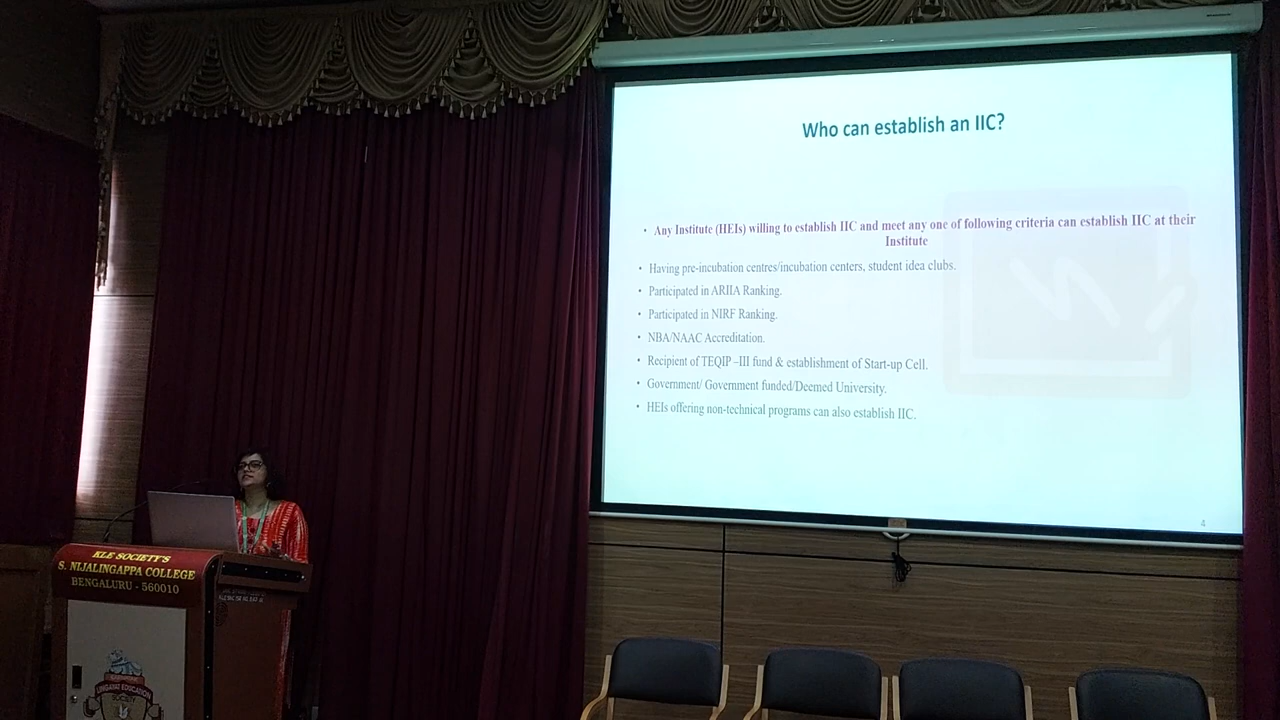 Who can establish an IIC?
• Any Institute (HEIs) willing to establish IIC and meet any one of following criteria can establish IIC at their
Institute
• Having pre-incubation centres/incubation centers, student idea clubs.
• Participated in ARIIA Ranking.
• Participated in NIRF Ranking.
• NBA/NAAC Accreditation.
• Recipient of TEQIP –III fund & establishment of Start-up Cell.
• Government/ Government funded/Deemed University.
• HEIs offering non-technical programs can also establish IIC.
4
KLE SOCIETY'S
S. NIJALINGAPPA COLLEGE
BENGALURU - 560010
LINGAYAT EDUCATION